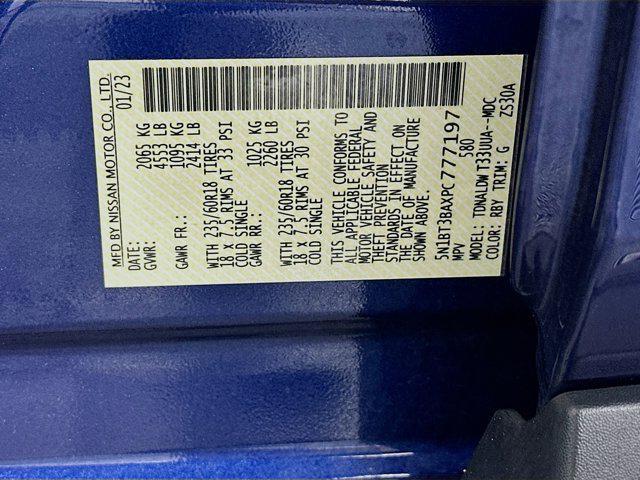 MFD BY NISSAN MOTOR CO., LTD.
DATE: 01/23
GVWR: 2065 KG
4553 LB
GAWR FR.: 1095 KG
2414 LB
WITH 235/60R18 TIRES
18 x 7.5 RIMS AT 33 PSI
COLD SINGLE
GAWR RR.: 1025 KG
2260 LB
WITH 235/60R18 TIRES
18 x 7.5 RIMS AT 30 PSI
COLD SINGLE
THIS VEHICLE CONFORMS TO
ALL APPLICABLE FEDERAL
MOTOR VEHICLE SAFETY AND
THEFT PREVENTION
STANDARDS IN EFFECT ON
THE DATE OF MANUFACTURE
SHOWN ABOVE.
5N1BT3BAXPC777197
MPV 580
MODEL: TDNALDW T33UUA--MDC
COLOR: RBY TRIM: G ZS30A